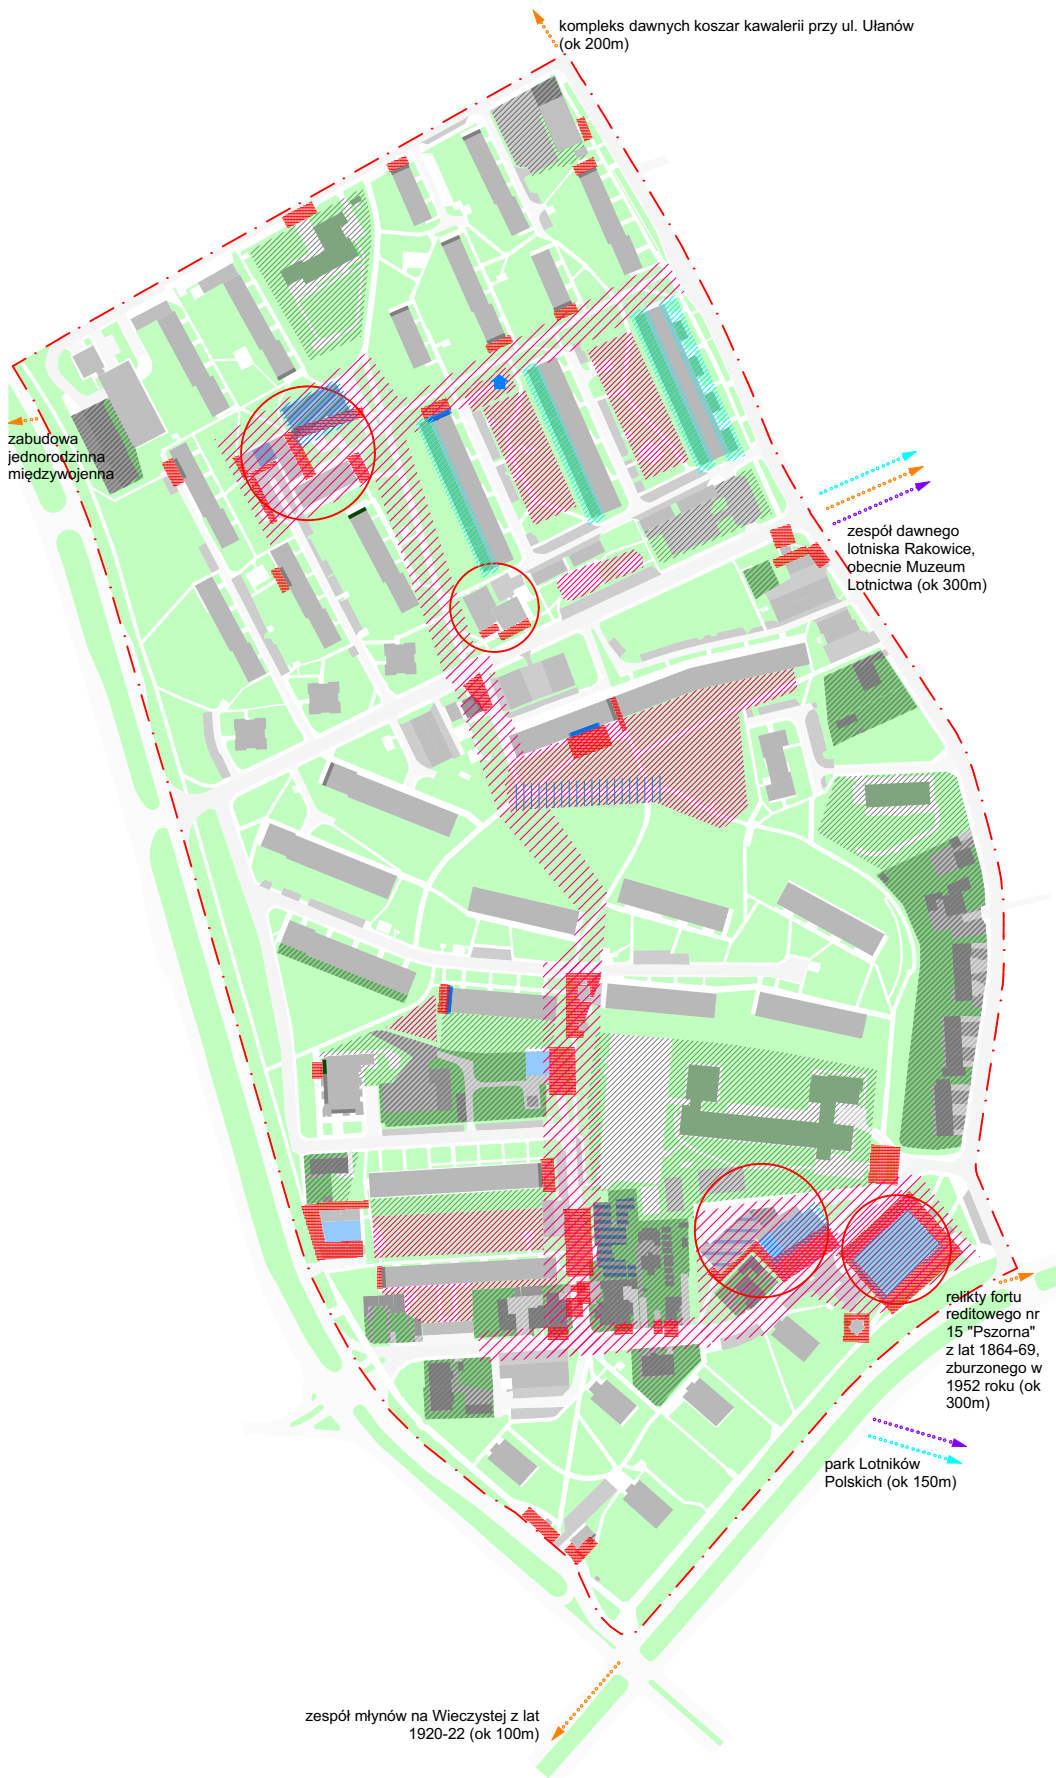 kompleks dawnych koszar kawalerii przy ul. Ułanów
(ok 200m)
zabudowa
jednorodzinna
międzywojenna
zespół dawnego
lotniska Rakowice,
obecnie Muzeum
Lotnictwa (ok 300m)
relikty fortu
reditowego nr
15 "Pszorna"
z lat 1864-69,
zburzonego w
1952 roku (ok
300m)
park Lotników
Polskich (ok 150m)
zespół młynów na Wieczystej z lat
1920-22 (ok 100m)